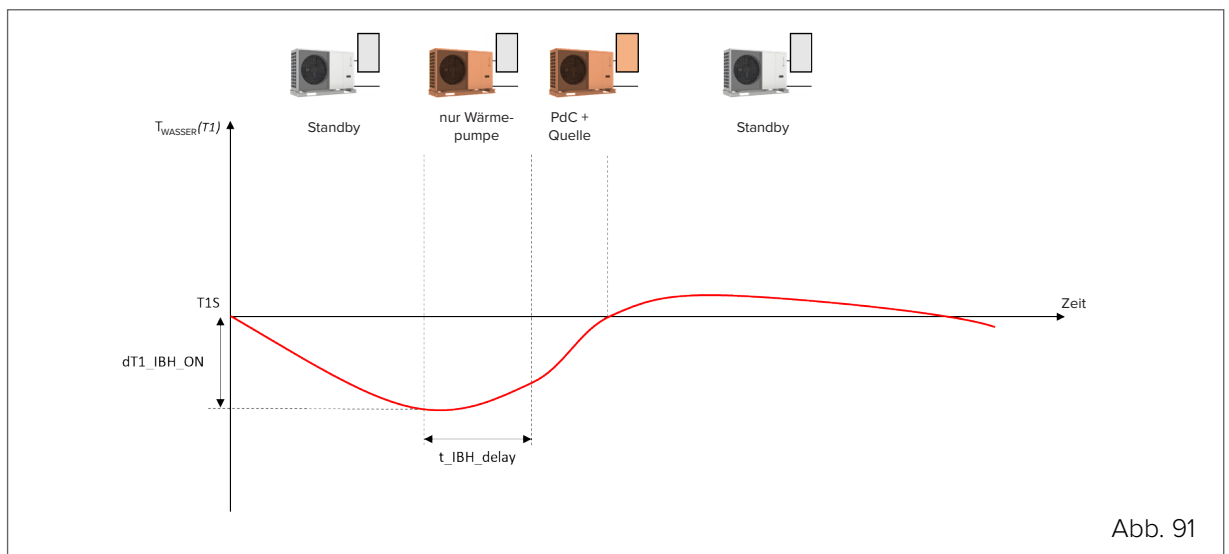 Standby
nur Wärme-
pumpe
PdC +
Quelle
Standby
TWASSER(T1)
T1S
Zeit
dT1_IBH_ON
t_IBH_delay
Abb. 91